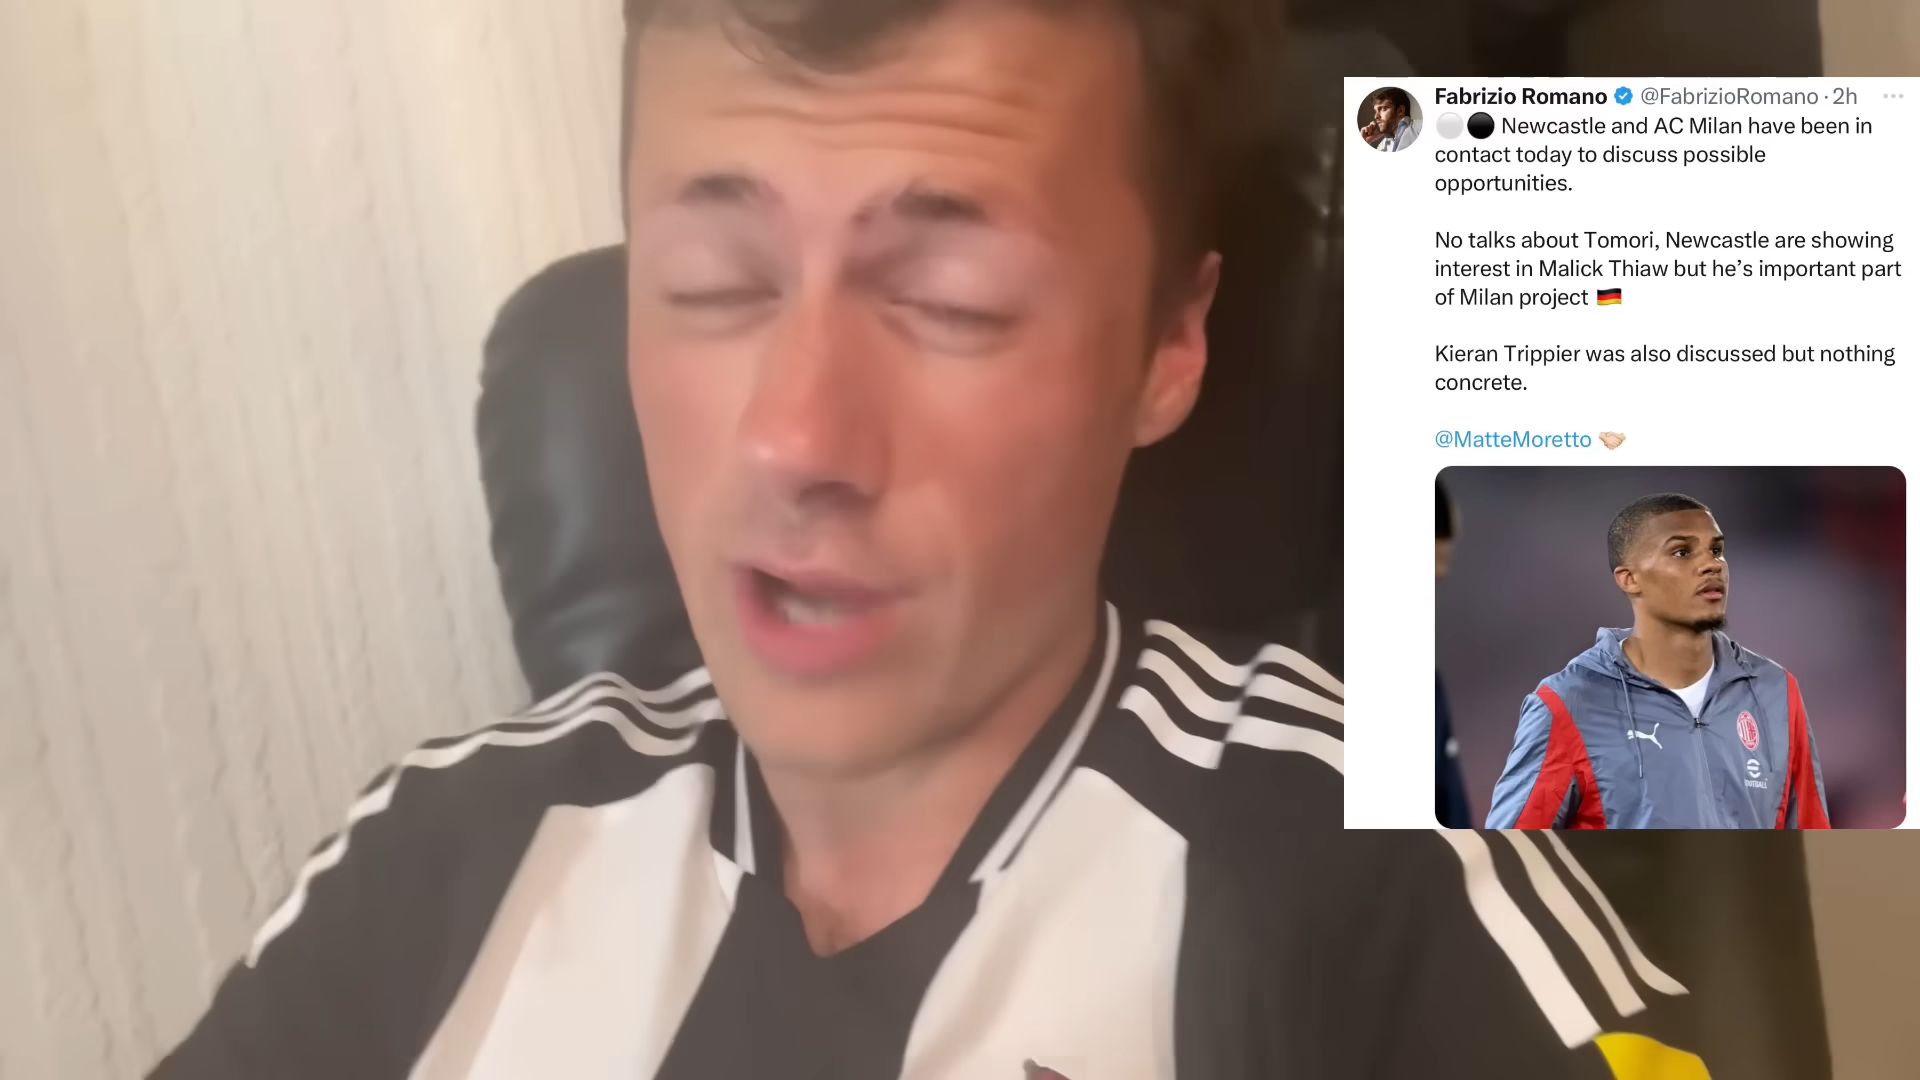 Fabrizio Romano @FabrizioRomano · 2h
Newcastle and AC Milan have been in
contact today to discuss possible
opportunities.
No talks about Tomori, Newcastle are showing
interest in Malick Thiaw but he’s important part
of Milan project
Kieran Trippier was also discussed but nothing
concrete.
@MatteMoretto